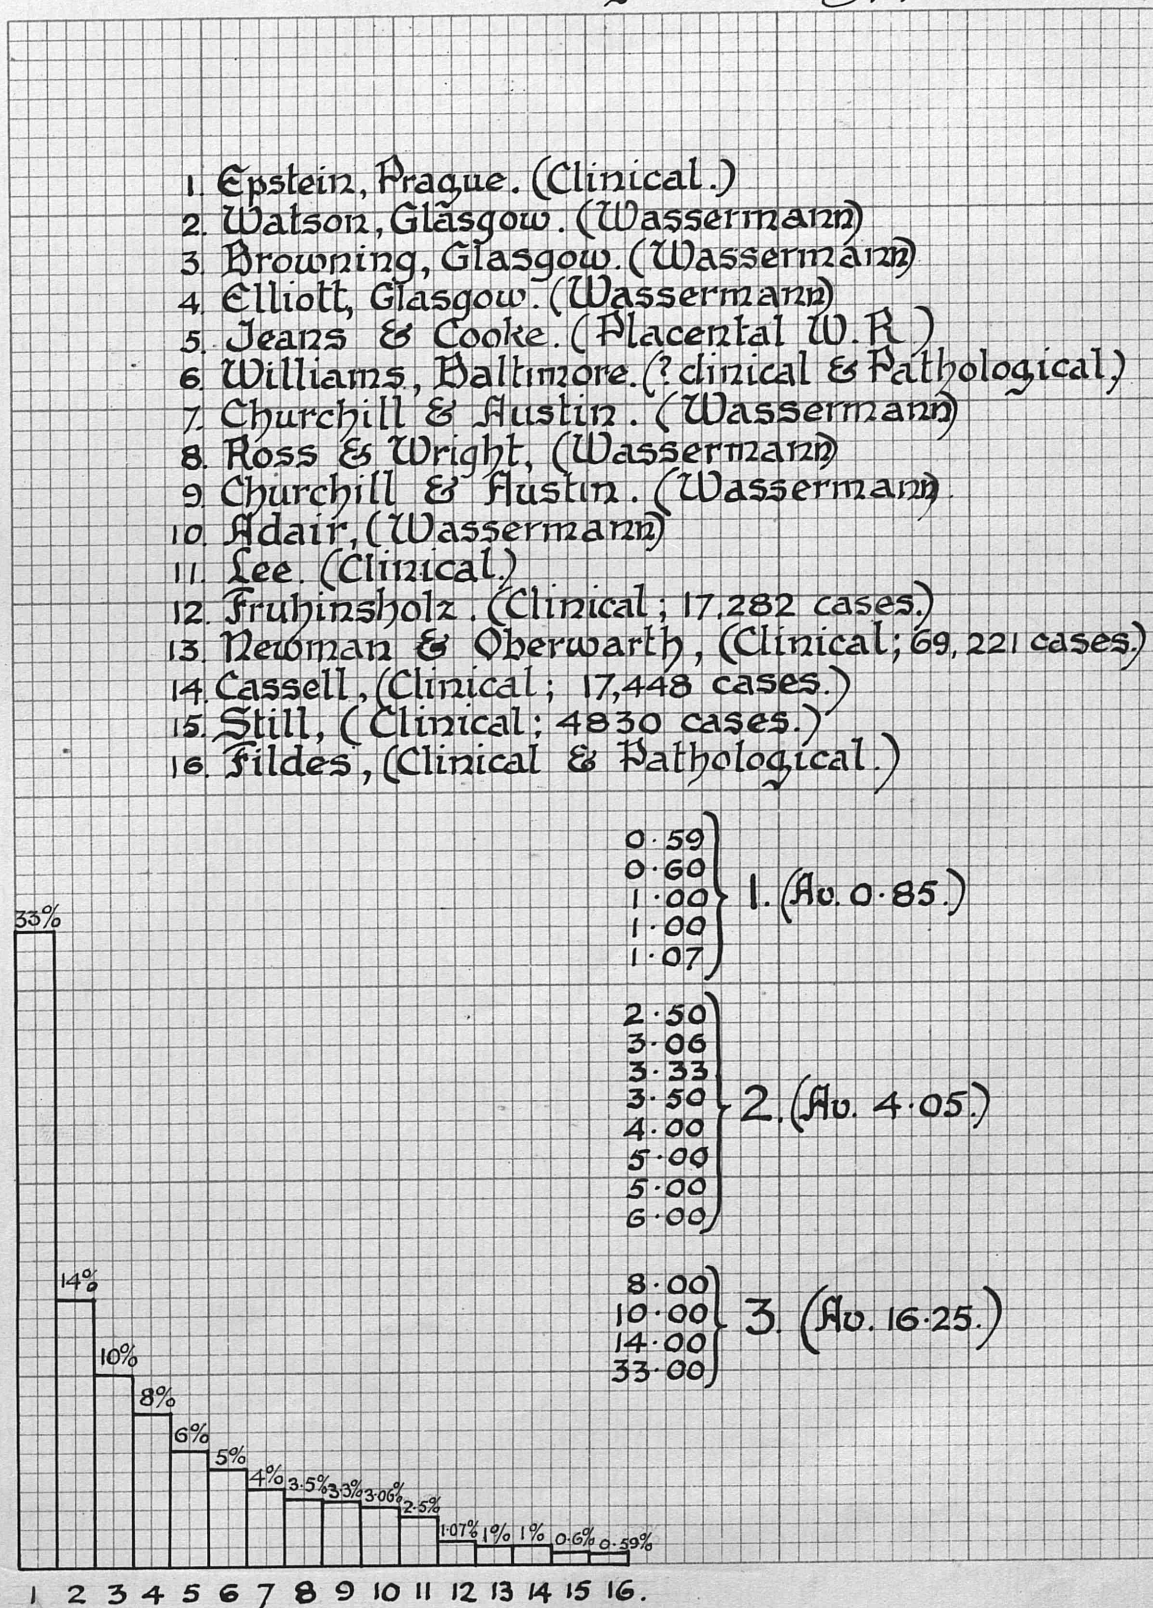 1. Epstein, Prague. (Clinical.)
2. Watson, Glasgow. (Wassermann)
3. Browning, Glasgow. (Wassermann)
4. Elliott, Glasgow. (Wassermann)
5. Jeans & Cooke. (Placental W.R.)
6. Williams, Baltimore. (? clinical & Pathological.)
7. Churchill & Austin. (Wassermann)
8. Ross & Wright, (Wassermann)
9. Churchill & Austin. (Wassermann).
10. Adair, (Wassermann)
11. Lee. (Clinical.)
12. Fruhinsholz. (Clinical; 17,282 cases.)
13. Newman & Oberwarth, (Clinical; 69,221 cases.)
14. Cassell, (Clinical; 17,448 cases.)
15. Still, (Clinical; 4830 cases.)
16. Fildes, (Clinical & Pathological.)
0.59
0.60
1.00
1.00
1.07
1. (Av. 0.85.)
2.50
3.06
3.33
3.50
4.00
5.00
5.00
6.00
2. (Av. 4.05.)
8.00
10.00
14.00
33.00
3. (Av. 16.25.)
33%
14%
10%
8%
6%
5%
4%
3.5%
3.3%
3.06%
2.5%
1.07%
1%
1%
0.6%
0.59%
1 2 3 4 5 6 7 8 9 10 11 12 13 14 15 16.